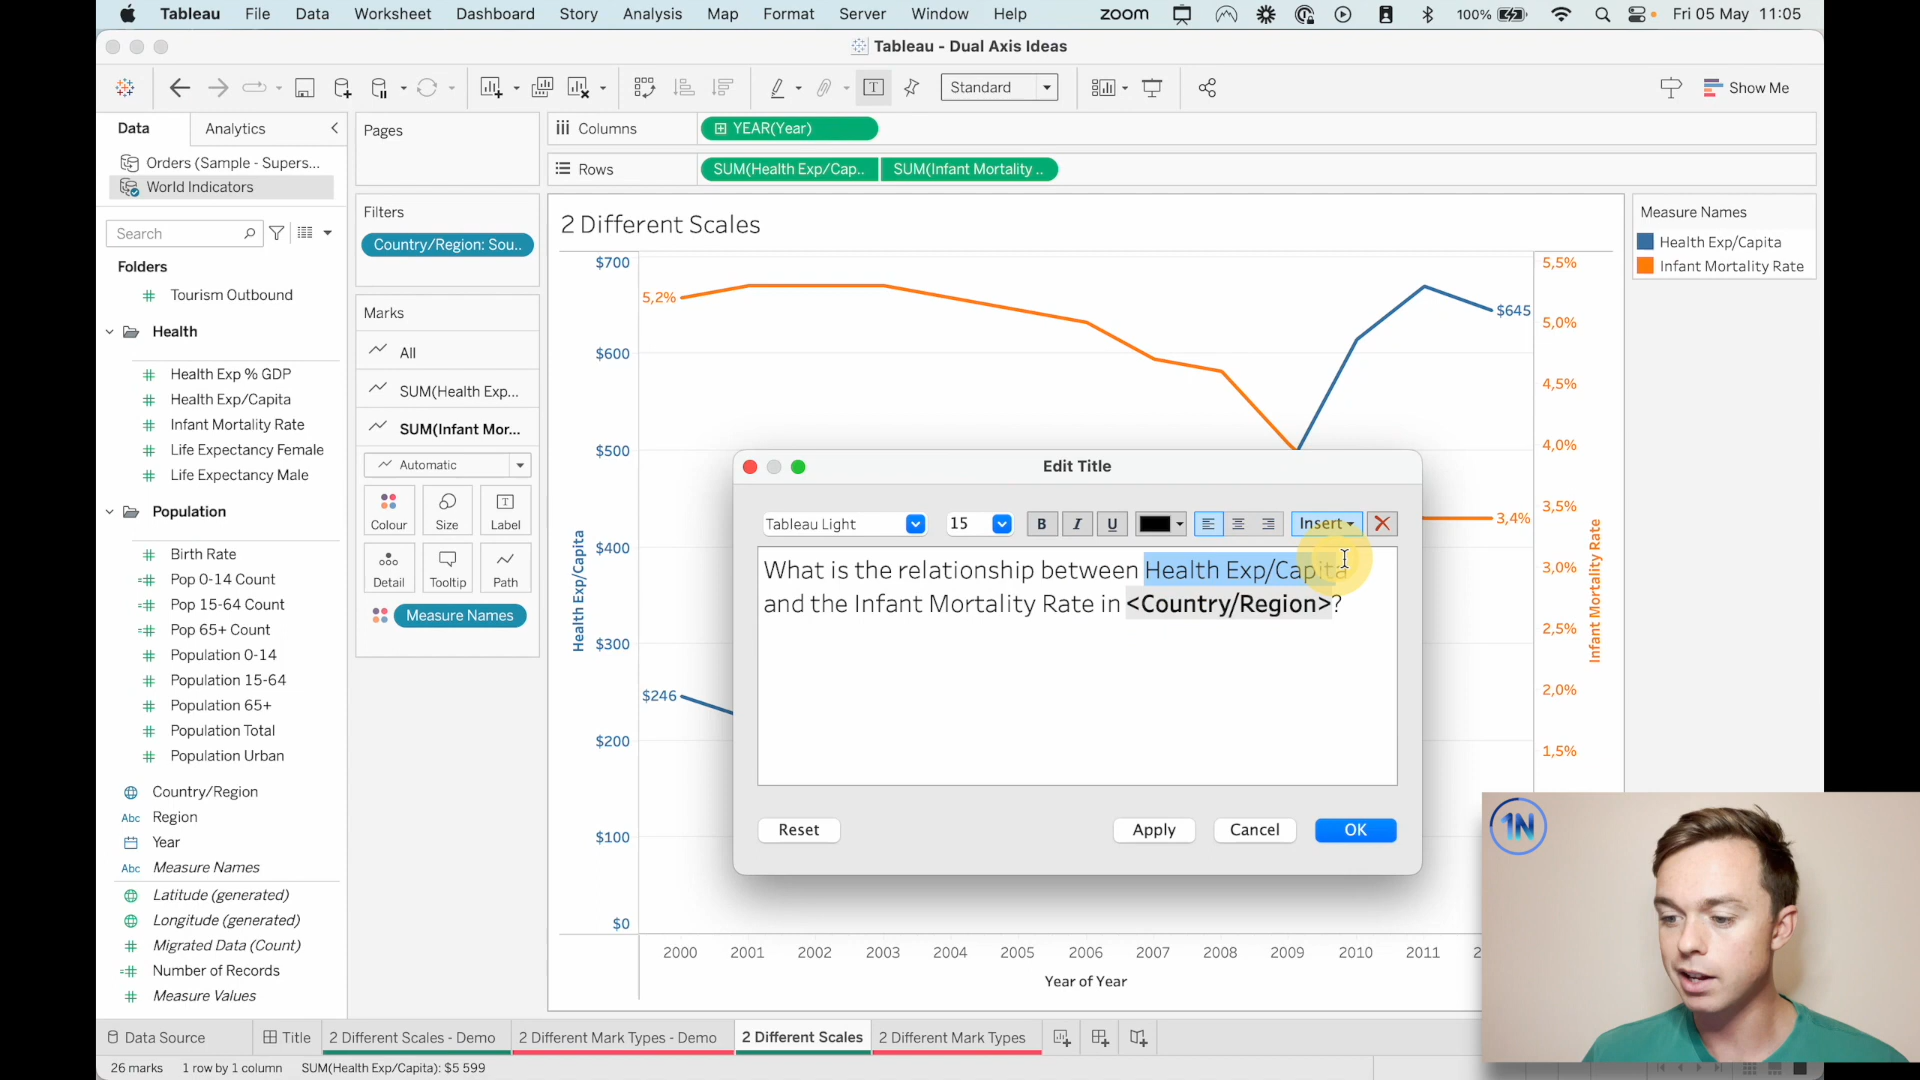 Tableau File Data Worksheet Dashboard Story Analysis Map Format Server Window Help zoom 100% Fri 05 May 11:05
Tableau - Dual Axis Ideas
Standard Show Me
Data Analytics
Pages
Columns YEAR(Year)
Rows SUM(Health Exp/Cap.. SUM(Infant Mortality ..
Orders (Sample - Supers...
World Indicators
Search
Folders
Tourism Outbound
Health
Health Exp % GDP
Health Exp/Capita
Infant Mortality Rate
Life Expectancy Female
Life Expectancy Male
Population
Birth Rate
Pop 0-14 Count
Pop 15-64 Count
Pop 65+ Count
Population 0-14
Population 15-64
Population 65+
Population Total
Population Urban
Country/Region
Abc Region
Year
Abc Measure Names
Latitude (generated)
Longitude (generated)
Migrated Data (Count)
Number of Records
Measure Values
Filters
Country/Region: Sou..
Marks
All
SUM(Health Exp...
SUM(Infant Mor...
Automatic
Colour Size Label
Detail Tooltip Path
Measure Names
2 Different Scales
$700
$600
$500
$400
$300
$200
$100
$0
Health Exp/Capita
5,2%
$246
$645
3,4%
5,5%
5,0%
4,5%
4,0%
3,5%
3,0%
2,5%
2,0%
1,5%
Infant Mortality Rate
2000 2001 2002 2003 2004 2005 2006 2007 2008 2009 2010 2011
Year of Year
Measure Names
Health Exp/Capita
Infant Mortality Rate
Edit Title
Tableau Light 15 B I U Insert
What is the relationship between Health Exp/Capita
and the Infant Mortality Rate in <Country/Region>?
Reset Apply Cancel OK
1N
Data Source Title 2 Different Scales - Demo 2 Different Mark Types - Demo 2 Different Scales 2 Different Mark Types
26 marks 1 row by 1 column SUM(Health Exp/Capita): $5 599